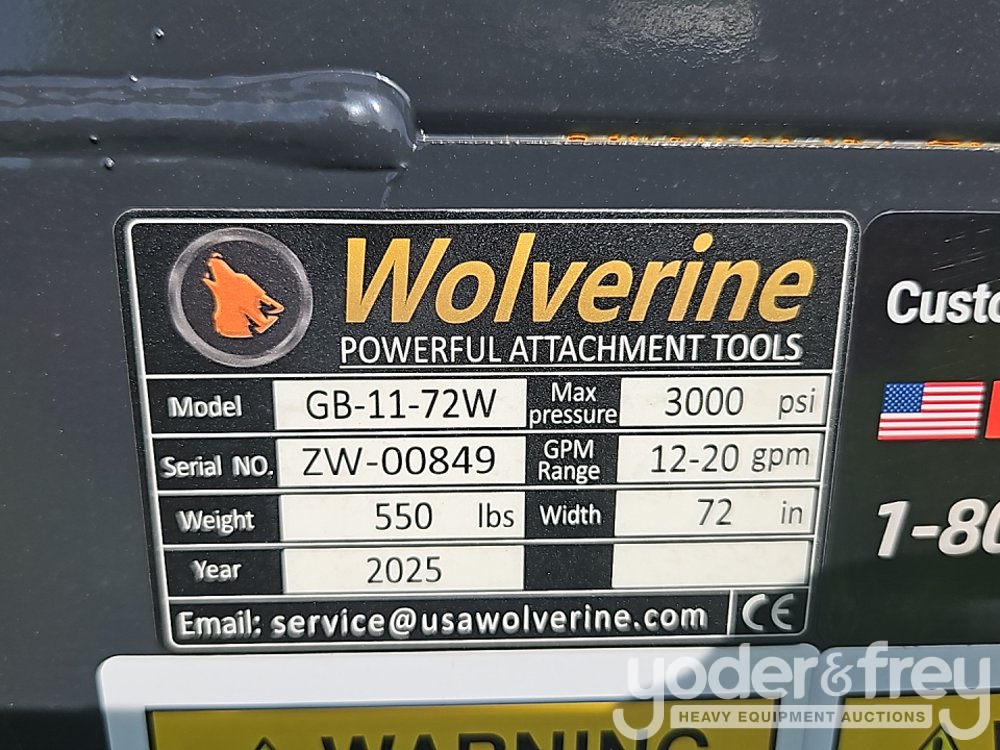 Wolverine
POWERFUL ATTACHMENT TOOLS
Model GB-11-72W Max pressure 3000 psi
Serial NO. ZW-00849 GPM Range 12-20 gpm
Weight 550 lbs Width 72 in
Year 2025
Email: service@usawolverine.com CE
Custo
1-80
WARNING
yoder&frey
HEAVY EQUIPMENT AUCTIONS